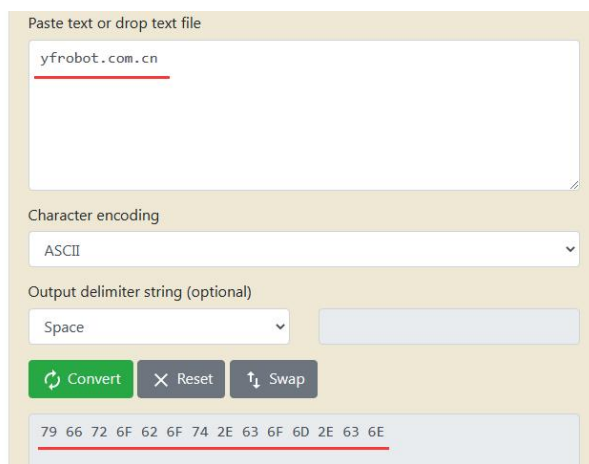 Paste text or drop text file
yfrobot.com.cn
Character encoding
ASCII
Output delimiter string (optional)
Space
Convert
Reset
Swap
79 66 72 6F 62 6F 74 2E 63 6F 6D 2E 63 6E